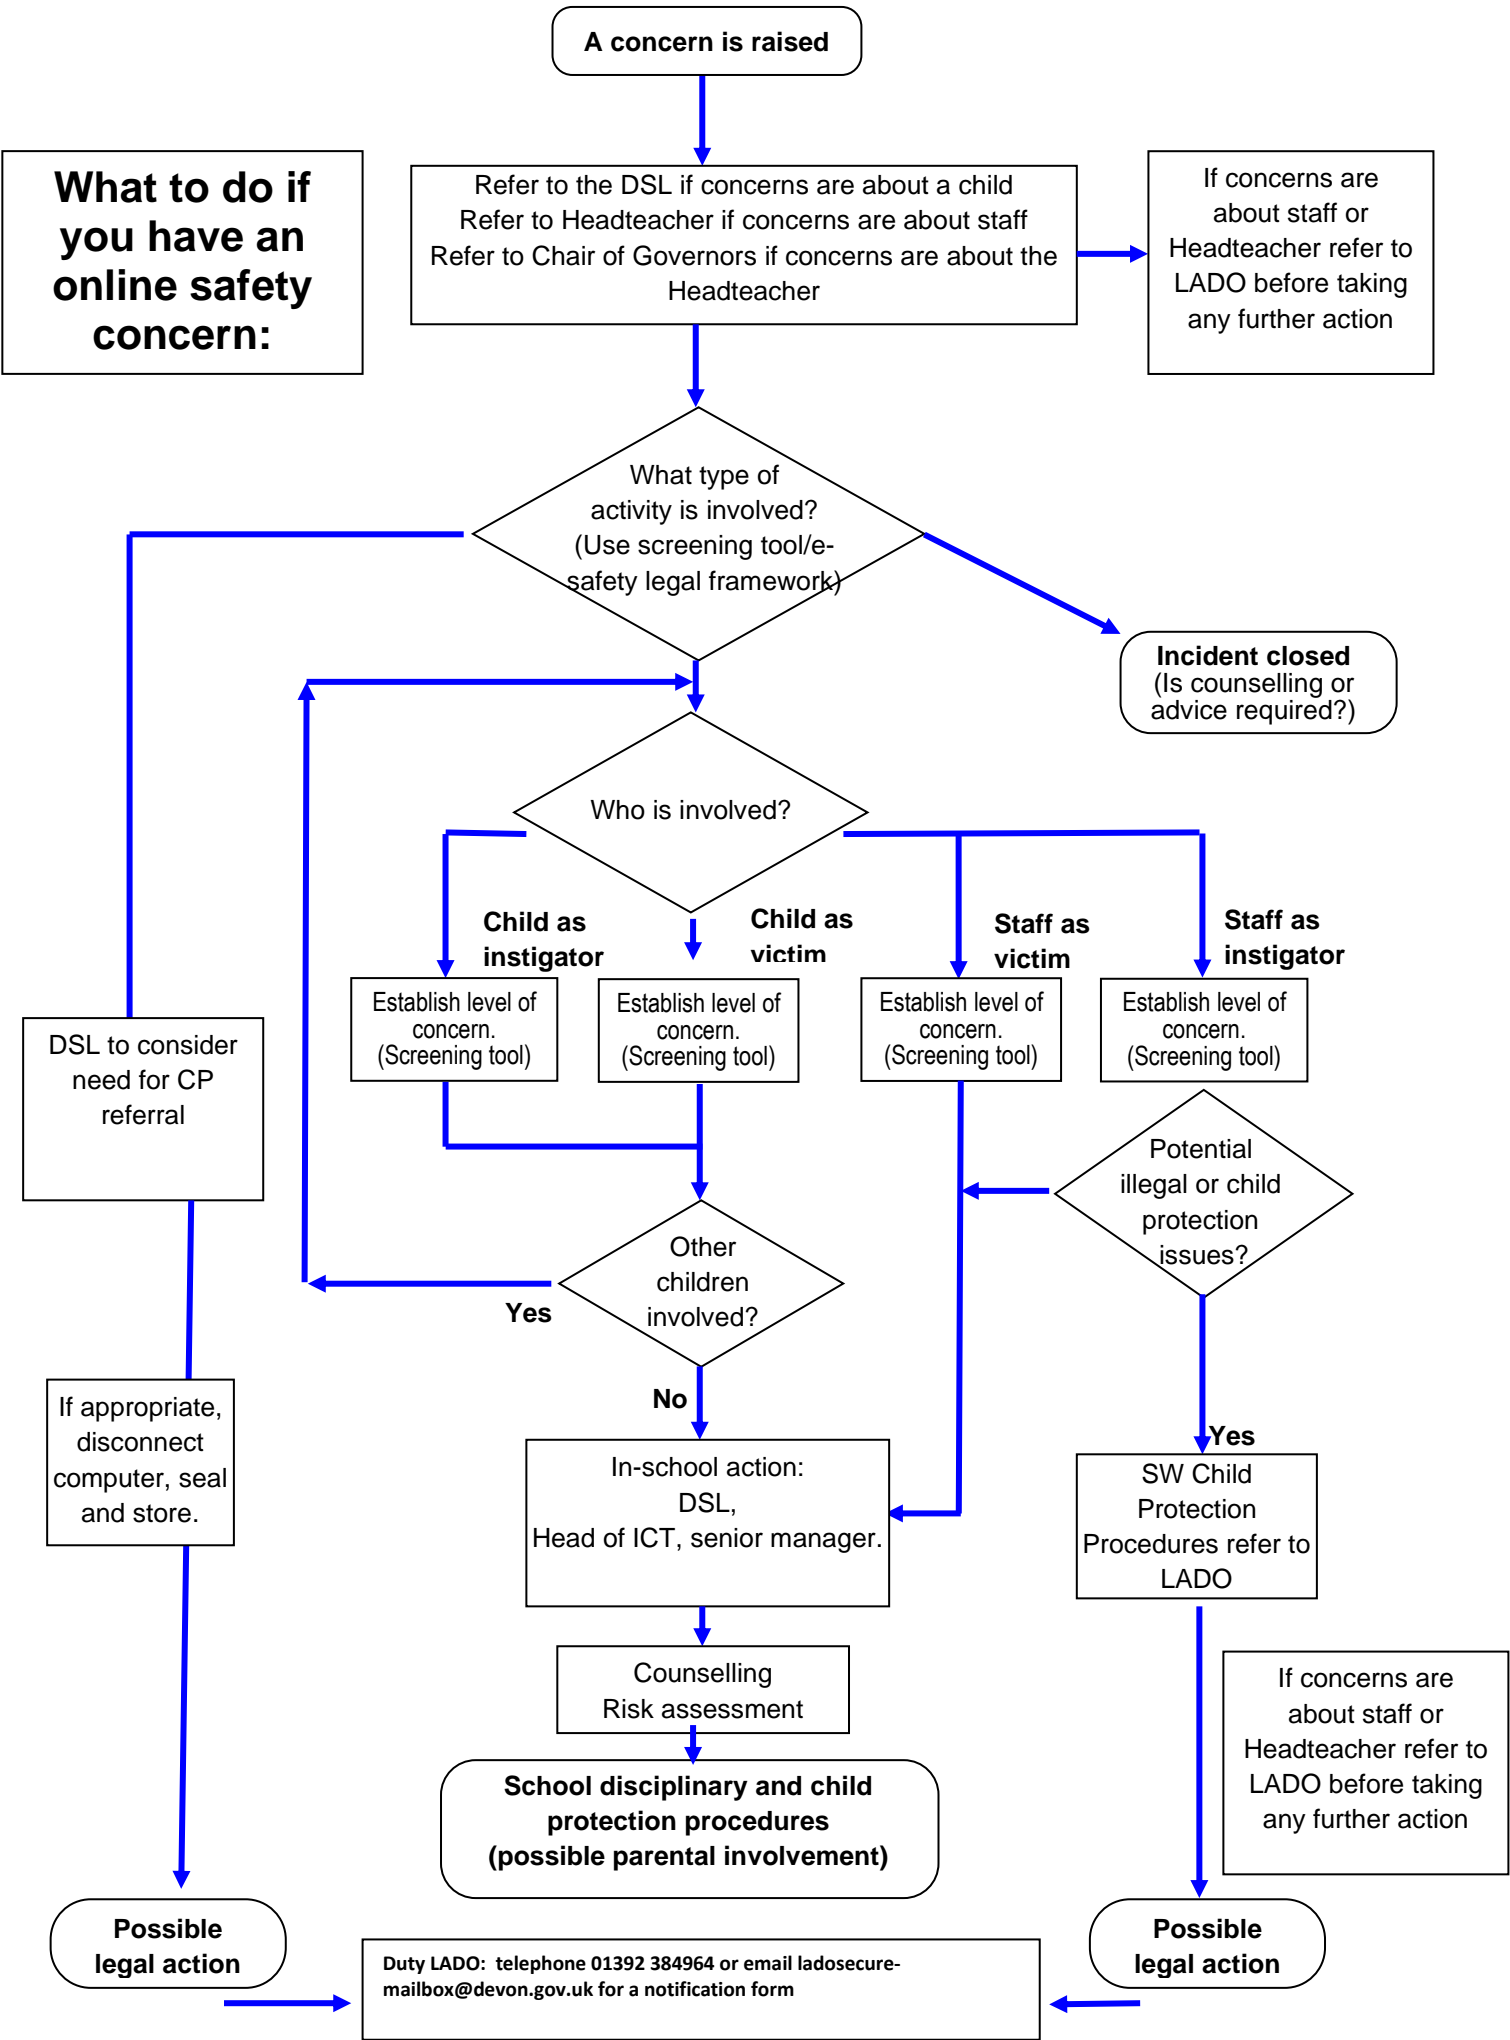 A concern is raised
What to do if
you have an
online safety
concern:
Refer to the DSL if concerns are about a child
Refer to Headteacher if concerns are about staff
Refer to Chair of Governors if concerns are about the
Headteacher
If concerns are
about staff or
Headteacher refer to
LADO before taking
any further action
What type of
activity is involved?
(Use screening tool/e-
safety legal framework)
Incident closed
(Is counselling or
advice required?)
Who is involved?
Child as
instigator
Child as
victim
Staff as
victim
Staff as
instigator
Establish level of
concern.
(Screening tool)
Establish level of
concern.
(Screening tool)
Establish level of
concern.
(Screening tool)
Establish level of
concern.
(Screening tool)
DSL to consider
need for CP
referral
Potential
illegal or child
protection
issues?
Other
children
involved?
Yes
No
If appropriate,
disconnect
computer, seal
and store.
In-school action:
DSL,
Head of ICT, senior manager.
Yes
SW Child
Protection
Procedures refer to
LADO
Counselling
Risk assessment
If concerns are
about staff or
Headteacher refer to
LADO before taking
any further action
School disciplinary and child
protection procedures
(possible parental involvement)
Possible
legal action
Possible
legal action
Duty LADO: telephone 01392 384964 or email ladosecure-
mailbox@devon.gov.uk for a notification form